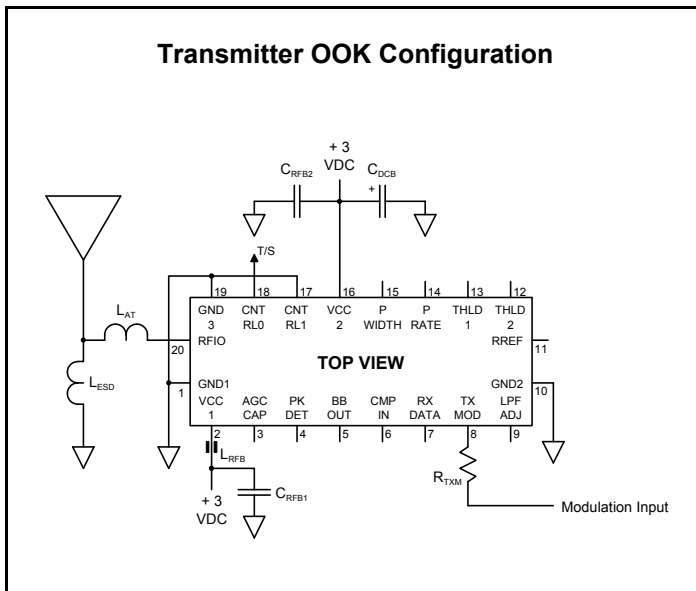 Transmitter OOK Configuration
+ 3
VDC
CRFB2
CDCB
+
T/S
19
18
17
16
15
14
13
12
GND
3
CNT
RL0
CNT
RL1
VCC
2
P
WIDTH
P
RATE
THLD
1
THLD
2
LAT
20
RFIO
RREF
11
TOP VIEW
LESD
1
GND1
GND2
10
VCC
1
AGC
CAP
PK
DET
BB
OUT
CMP
IN
RX
DATA
TX
MOD
LPF
ADJ
2
3
4
5
6
7
8
9
LRFB
RTXM
+ 3
VDC
CRFB1
Modulation Input